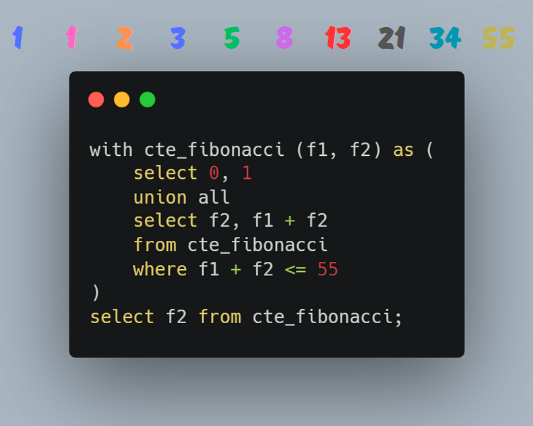 1 1 2 3 5 8 13 21 34 55
with cte_fibonacci (f1, f2) as (
    select 0, 1
    union all
    select f2, f1 + f2
    from cte_fibonacci
    where f1 + f2 <= 55
)
select f2 from cte_fibonacci;